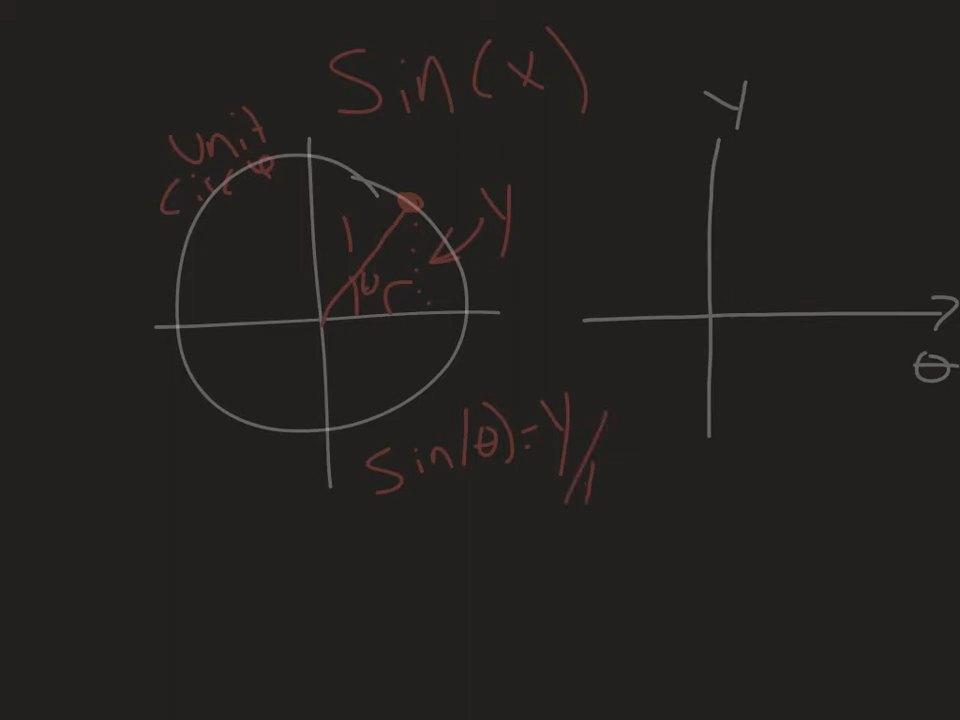 Sin(x)
Unit
Circle
Y
1
Y
θ
θ
Sin(θ)=Y/1